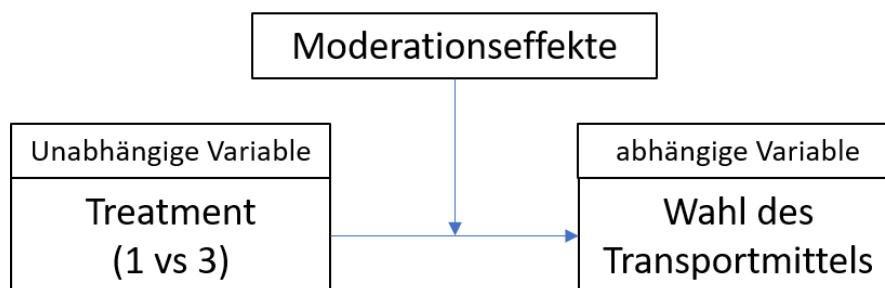 Moderationseffekte
Unabhängige Variable
abhängige Variable
Treatment
(1 vs 3)
Wahl des
Transportmittels